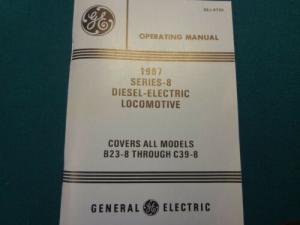 OPERATING MANUAL
1987
SERIES-8
DIESEL-ELECTRIC
LOCOMOTIVE
COVERS ALL MODELS
B23-8 THROUGH C39-8
GENERAL ELECTRIC